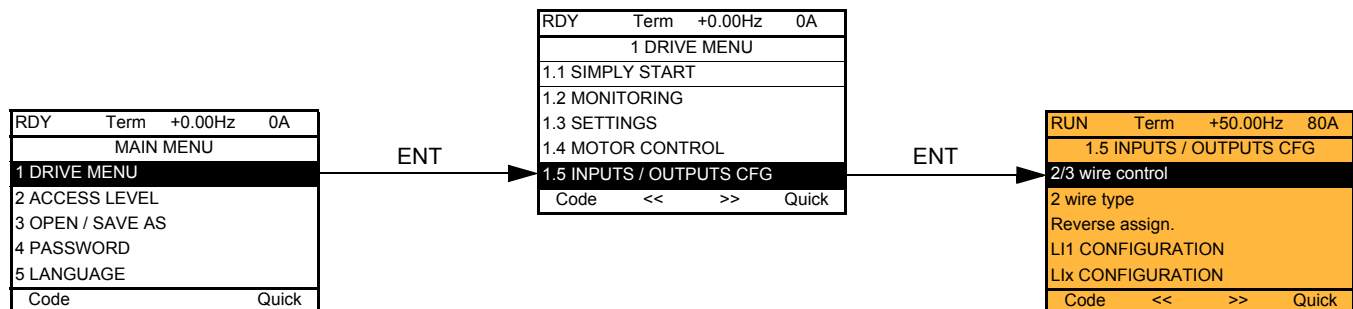 RDY Term +0.00Hz 0A
MAIN MENU
1 DRIVE MENU
2 ACCESS LEVEL
3 OPEN / SAVE AS
4 PASSWORD
5 LANGUAGE
Code Quick
ENT
RDY Term +0.00Hz 0A
1 DRIVE MENU
1.1 SIMPLY START
1.2 MONITORING
1.3 SETTINGS
1.4 MOTOR CONTROL
1.5 INPUTS / OUTPUTS CFG
Code << >> Quick
ENT
RUN Term +50.00Hz 80A
1.5 INPUTS / OUTPUTS CFG
2/3 wire control
2 wire type
Reverse assign.
LI1 CONFIGURATION
LIx CONFIGURATION
Code << >> Quick